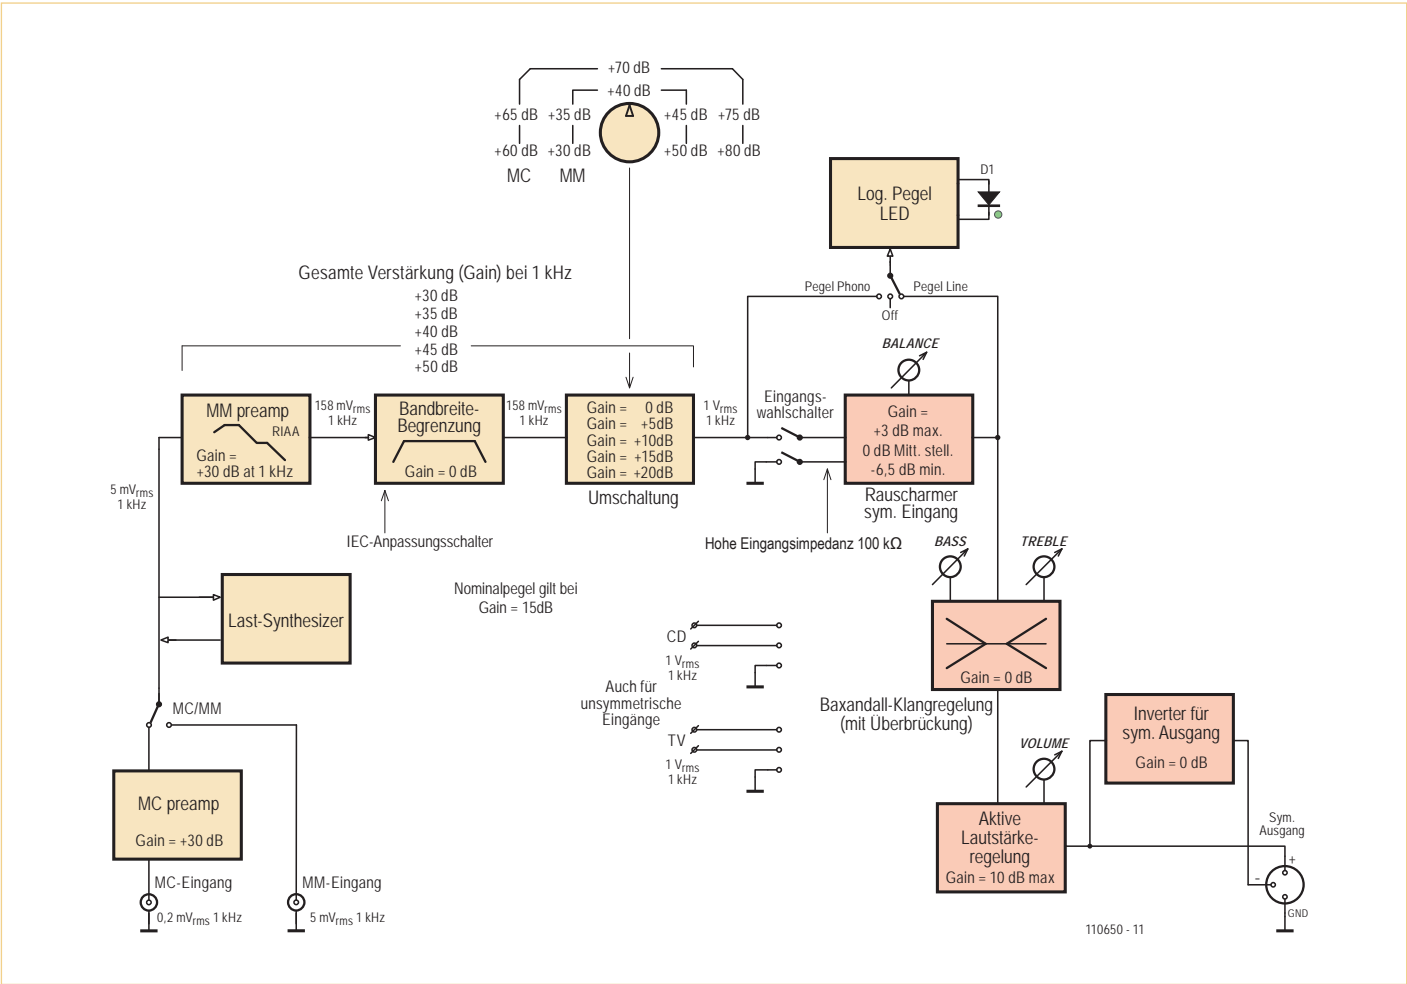 +70 dB
+40 dB
+65 dB +35 dB +45 dB +75 dB
+60 dB +30 dB +50 dB +80 dB
MC MM
D1
Log. Pegel
LED
Gesamte Verstärkung (Gain) bei 1 kHz
+30 dB
+35 dB
+40 dB
+45 dB
+50 dB
Pegel Phono
Pegel Line
Off
BALANCE
MM preamp
RIAA
Gain =
+30 dB at 1 kHz
158 mVrms
1 kHz
Bandbreite-
Begrenzung
Gain = 0 dB
158 mVrms
1 kHz
Gain = 0 dB
Gain = +5dB
Gain = +10dB
Gain = +15dB
Gain = +20dB
Umschaltung
1 Vrms
1 kHz
Eingangs-
wahlschalter
Gain =
+3 dB max.
0 dB Mitt. stell.
-6,5 dB min.
Rauscharmer
sym. Eingang
5 mVrms
1 kHz
IEC-Anpassungsschalter
Hohe Eingangsimpedanz 100 kΩ
BASS
TREBLE
Last-Synthesizer
Nominalpegel gilt bei
Gain = 15dB
CD
1 Vrms
1 kHz
Auch für
unsymmetrische
Eingänge
TV
1 Vrms
1 kHz
Gain = 0 dB
Baxandall-Klangregelung
(mit Überbrückung)
MC/MM
VOLUME
Inverter für
sym. Ausgang
Gain = 0 dB
MC preamp
Gain = +30 dB
Aktive
Lautstärke-
regelung
Gain = 10 dB max
Sym.
Ausgang
+
-
GND
MC-Eingang
0,2 mVrms 1 kHz
MM-Eingang
5 mVrms 1 kHz
110650 - 11